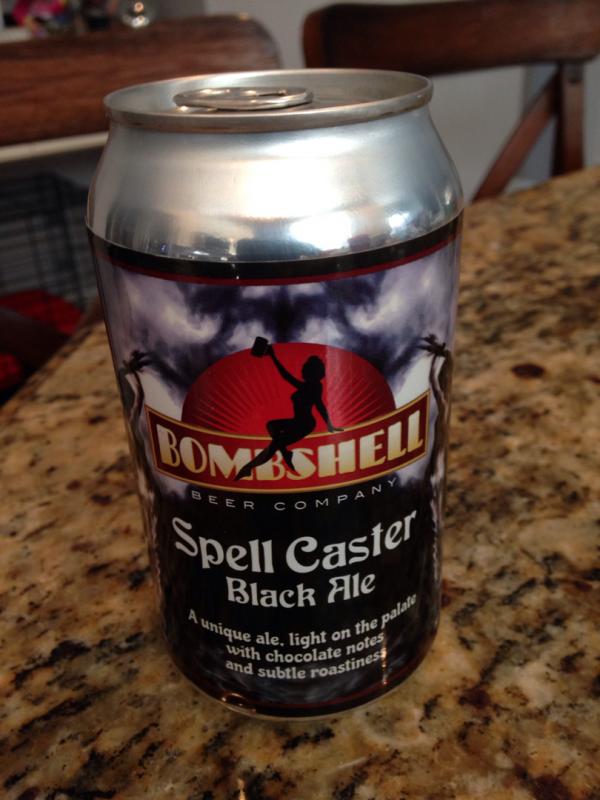 BOMBSHELL
BEER COMPANY
Spell Caster
Black Ale
A unique ale, light on the palate
with chocolate notes
and subtle roastiness